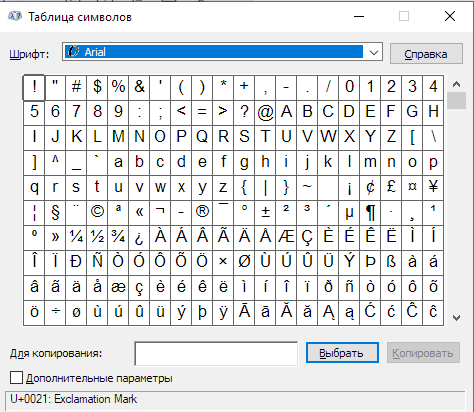 Таблица символов
Шрифт: Arial Справка
! " # $ % & ' ( ) * + , - . / 0 1 2 3 4
5 6 7 8 9 : ; < = > ? @ A B C D E F G H
I J K L M N O P Q R S T U V W X Y Z [ \
] ^ _ ` a b c d e f g h i j k l m n o p
q r s t u v w x y z { | } ~ ¡ ¢ £ ¤ ¥
¦ § ¨ © ª « ¬ - ® ¯ ° ± ² ³ ´ µ ¶ · ¸ ¹
º » ¼ ½ ¾ ¿ À Á Â Ã Ä Å Æ Ç È É Ê Ë Ì Í
Î Ï Ð Ñ Ò Ó Ô Õ Ö × Ø Ù Ú Û Ü Ý Þ ß à á
â ã ä å æ ç è é ê ë ì í î ï ð ñ ò ó ô õ
ö ÷ ø ù ú û ü ý þ ÿ Ā ā Ă ă Ą ą Ć ć Ĉ
Для копирования: Выбрать Копировать
Дополнительные параметры
U+0021: Exclamation Mark